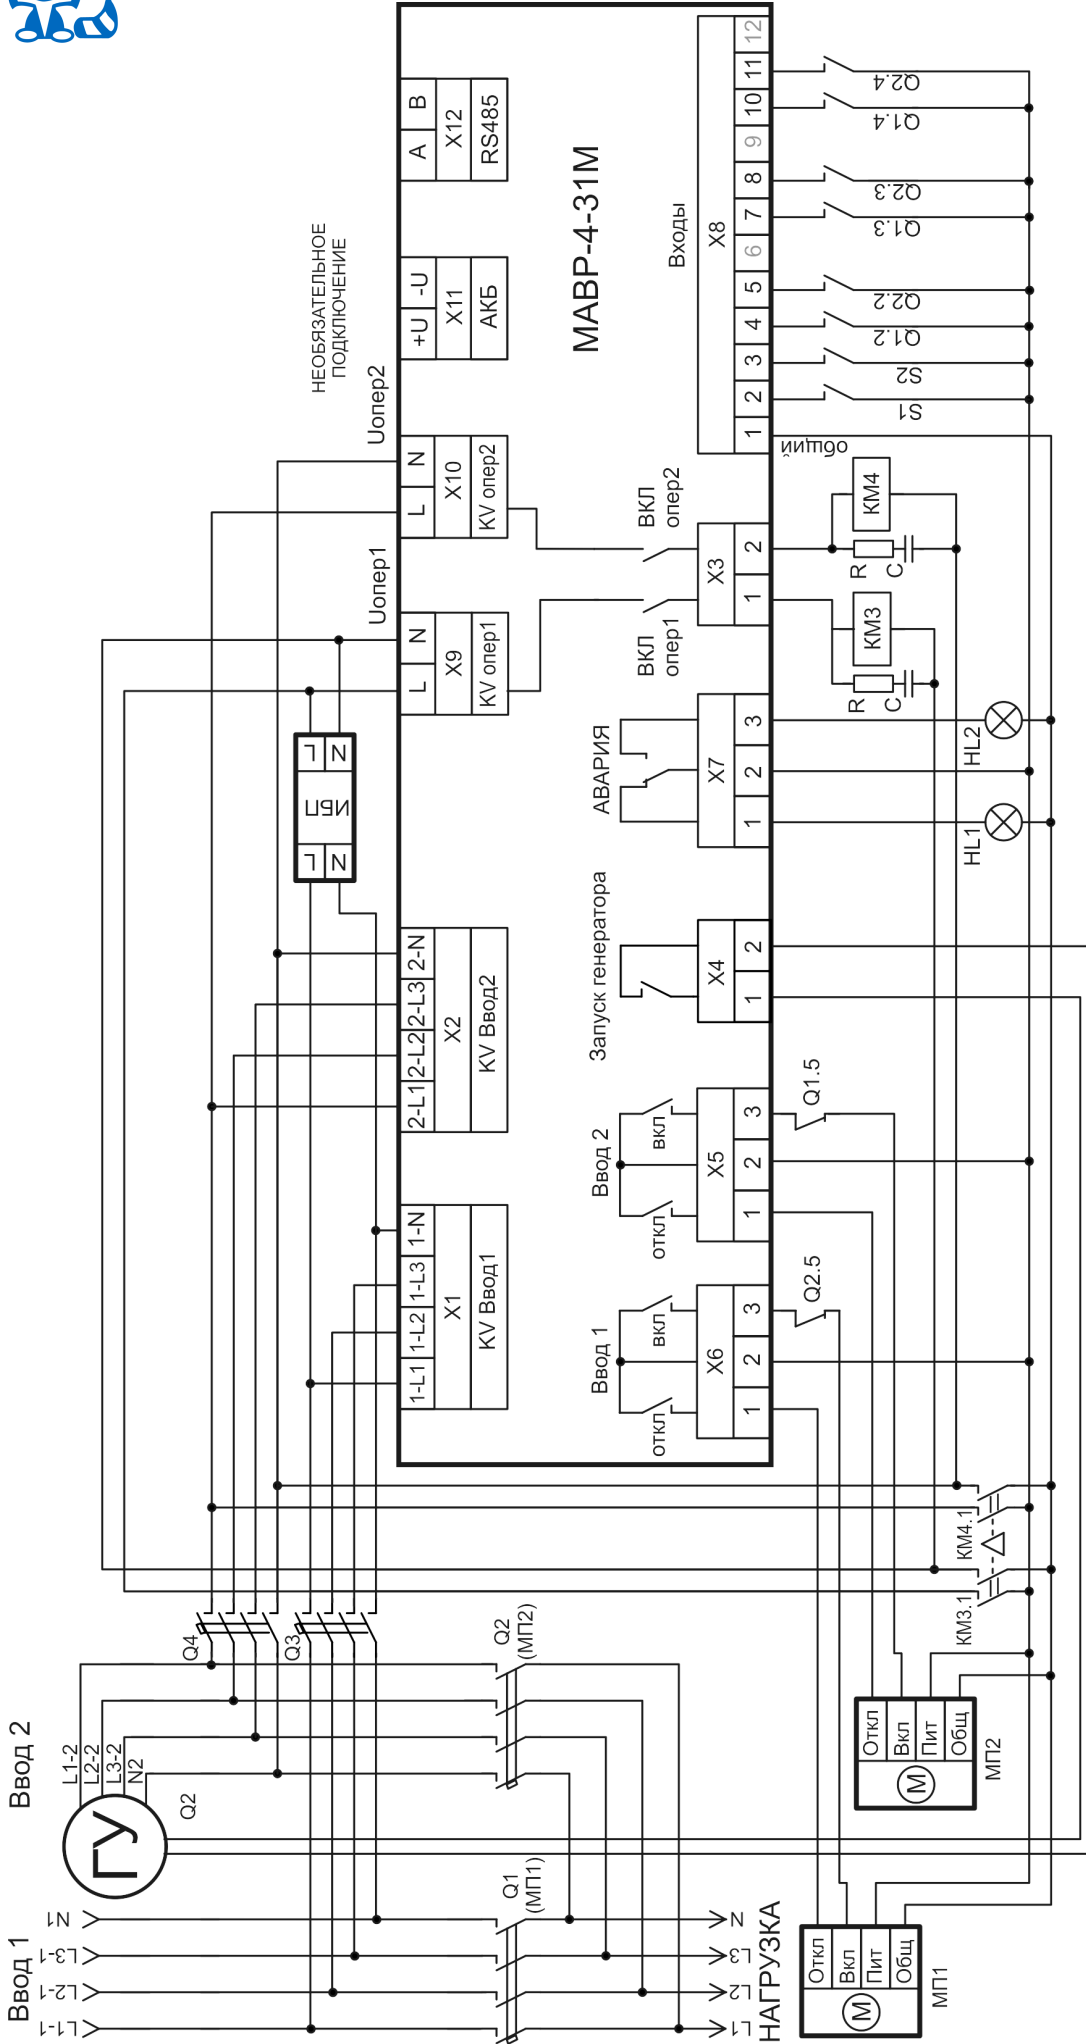 НЕОБЯЗАТЕЛЬНОЕ
ПОДКЛЮЧЕНИЕ
A
B
X12
RS485
+U
-U
X11
АКБ
МАВР-4-31М
Входы
X8
12
11
10
9
8
7
6
5
4
3
2
1
Q2.4
Q1.4
Q2.3
Q1.3
Q2.2
Q1.2
S2
S1
общий
Uопер2
L
N
X10
KV опер2
Uопер1
L
N
X9
KV опер1
ВКЛ
опер2
ВКЛ
опер1
X3
1
2
КМ4
R
C
КМ3
R
C
L
N
ИБП
L
N
АВАРИЯ
X7
1
2
3
HL2
HL1
Запуск генератора
X4
1
2
2-L1
2-L2
2-L3
2-N
X2
KV Ввод2
1-L1
1-L2
1-L3
1-N
X1
KV Ввод1
Ввод 2
откл
вкл
X5
1
2
3
Q1.5
Ввод 1
откл
вкл
X6
1
2
3
Q2.5
КМ4.1
КМ3.1
Q4
Q3
Q2
(МП2)
Ввод 2
L1-2
L2-2
L3-2
N2
Q2
ГУ
Q1
(МП1)
Ввод 1
N1
L3-1
L2-1
L1-1
N
L3
L2
L1
НАГРУЗКА
Откл
Вкл
Пит
Общ
М
МП2
Откл
Вкл
Пит
Общ
М
МП1